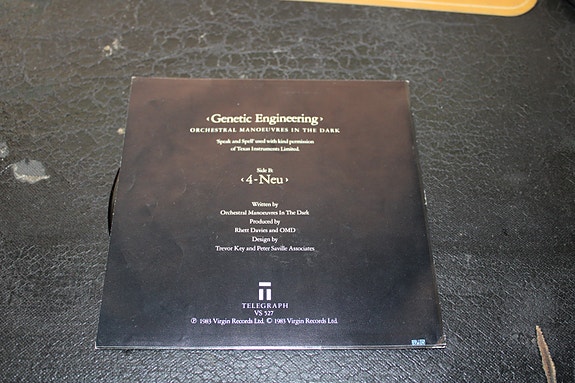 ‹Genetic Engineering›
ORCHESTRAL MANOEUVRES IN THE DARK
'Speak and Spell' used with kind permission
of Texas Instruments Limited.
Side B:
‹4-Neu›
Written by
Orchestral Manoeuvres In The Dark
Produced by
Rhett Davies and OMD
Design by
Trevor Key and Peter Saville Associates
TELEGRAPH
VS 527
℗ 1983 Virgin Records Ltd. © 1983 Virgin Records Ltd.